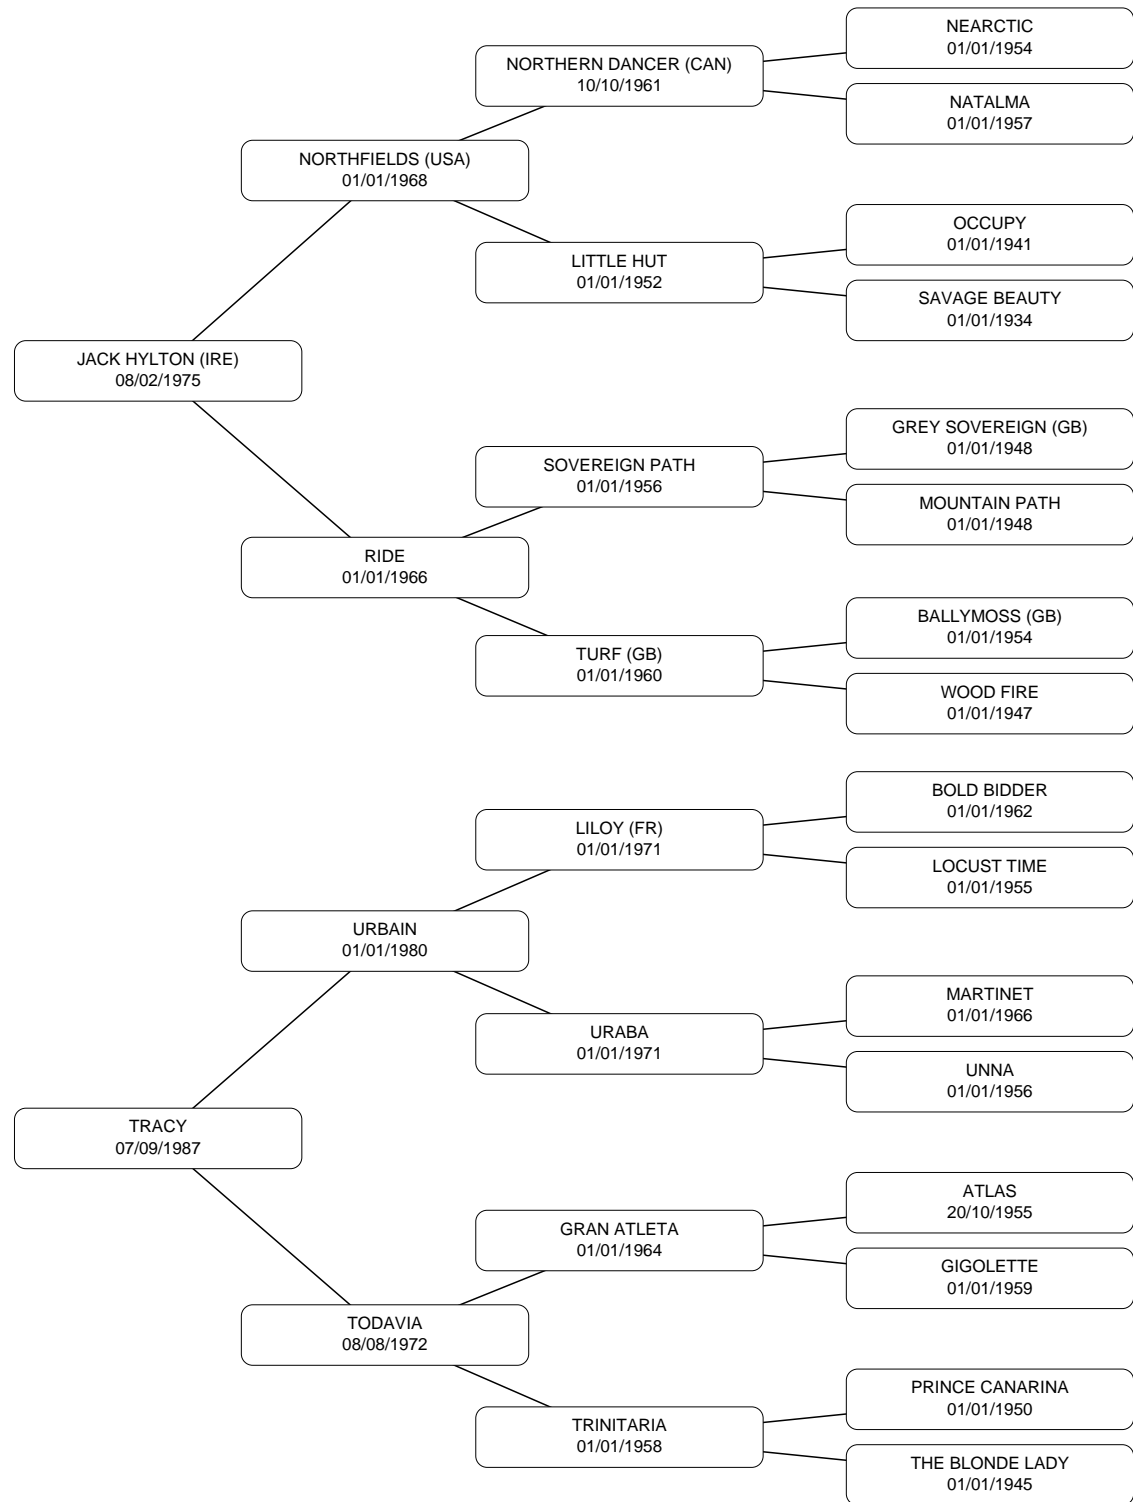 NEARCTIC
01/01/1954
NORTHERN DANCER (CAN)
10/10/1961
NATALMA
01/01/1957
NORTHFIELDS (USA)
01/01/1968
OCCUPY
01/01/1941
LITTLE HUT
01/01/1952
SAVAGE BEAUTY
01/01/1934
JACK HYLTON (IRE)
08/02/1975
GREY SOVEREIGN (GB)
01/01/1948
SOVEREIGN PATH
01/01/1956
MOUNTAIN PATH
01/01/1948
RIDE
01/01/1966
BALLYMOSS (GB)
01/01/1954
TURF (GB)
01/01/1960
WOOD FIRE
01/01/1947
BOLD BIDDER
01/01/1962
LILOY (FR)
01/01/1971
LOCUST TIME
01/01/1955
URBAIN
01/01/1980
MARTINET
01/01/1966
URABA
01/01/1971
UNNA
01/01/1956
TRACY
07/09/1987
ATLAS
20/10/1955
GRAN ATLETA
01/01/1964
GIGOLETTE
01/01/1959
TODAVIA
08/08/1972
PRINCE CANARINA
01/01/1950
TRINITARIA
01/01/1958
THE BLONDE LADY
01/01/1945